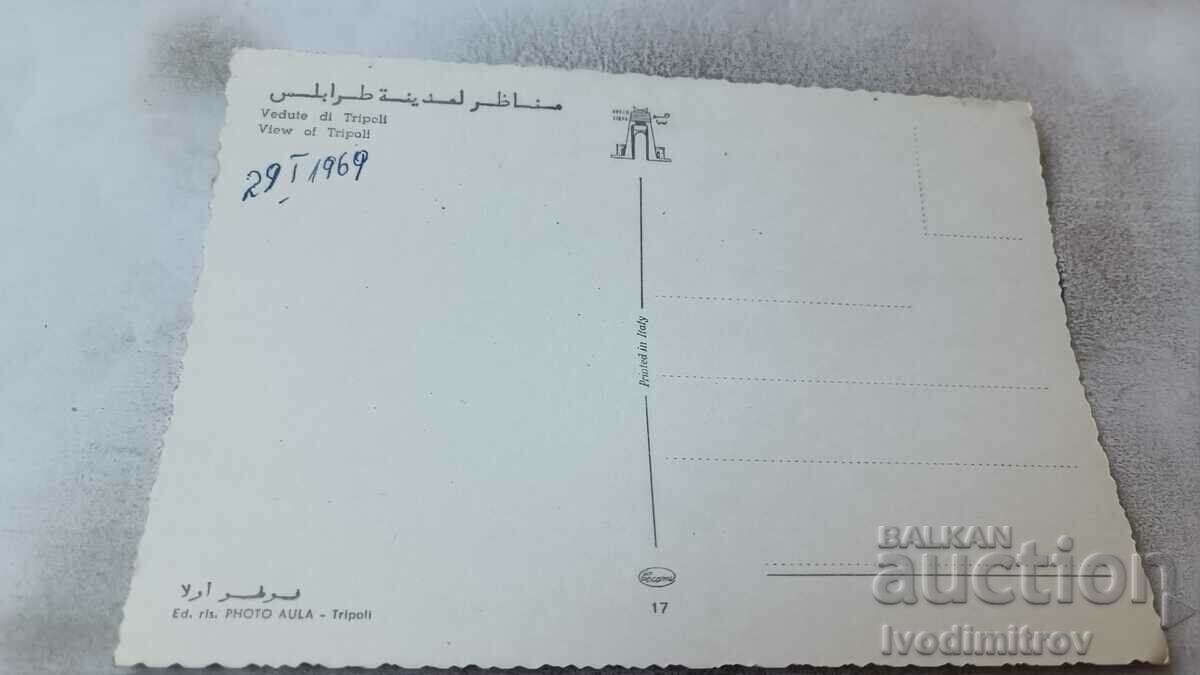 مناظر لمدينة طرابلس
Vedute di Tripoli
View of Tripoli
29 I 1969
Printed in Italy
فوطو اولا
Ed. ris. PHOTO AULA - Tripoli
17
BALKAN
auction
Ivodimitrov